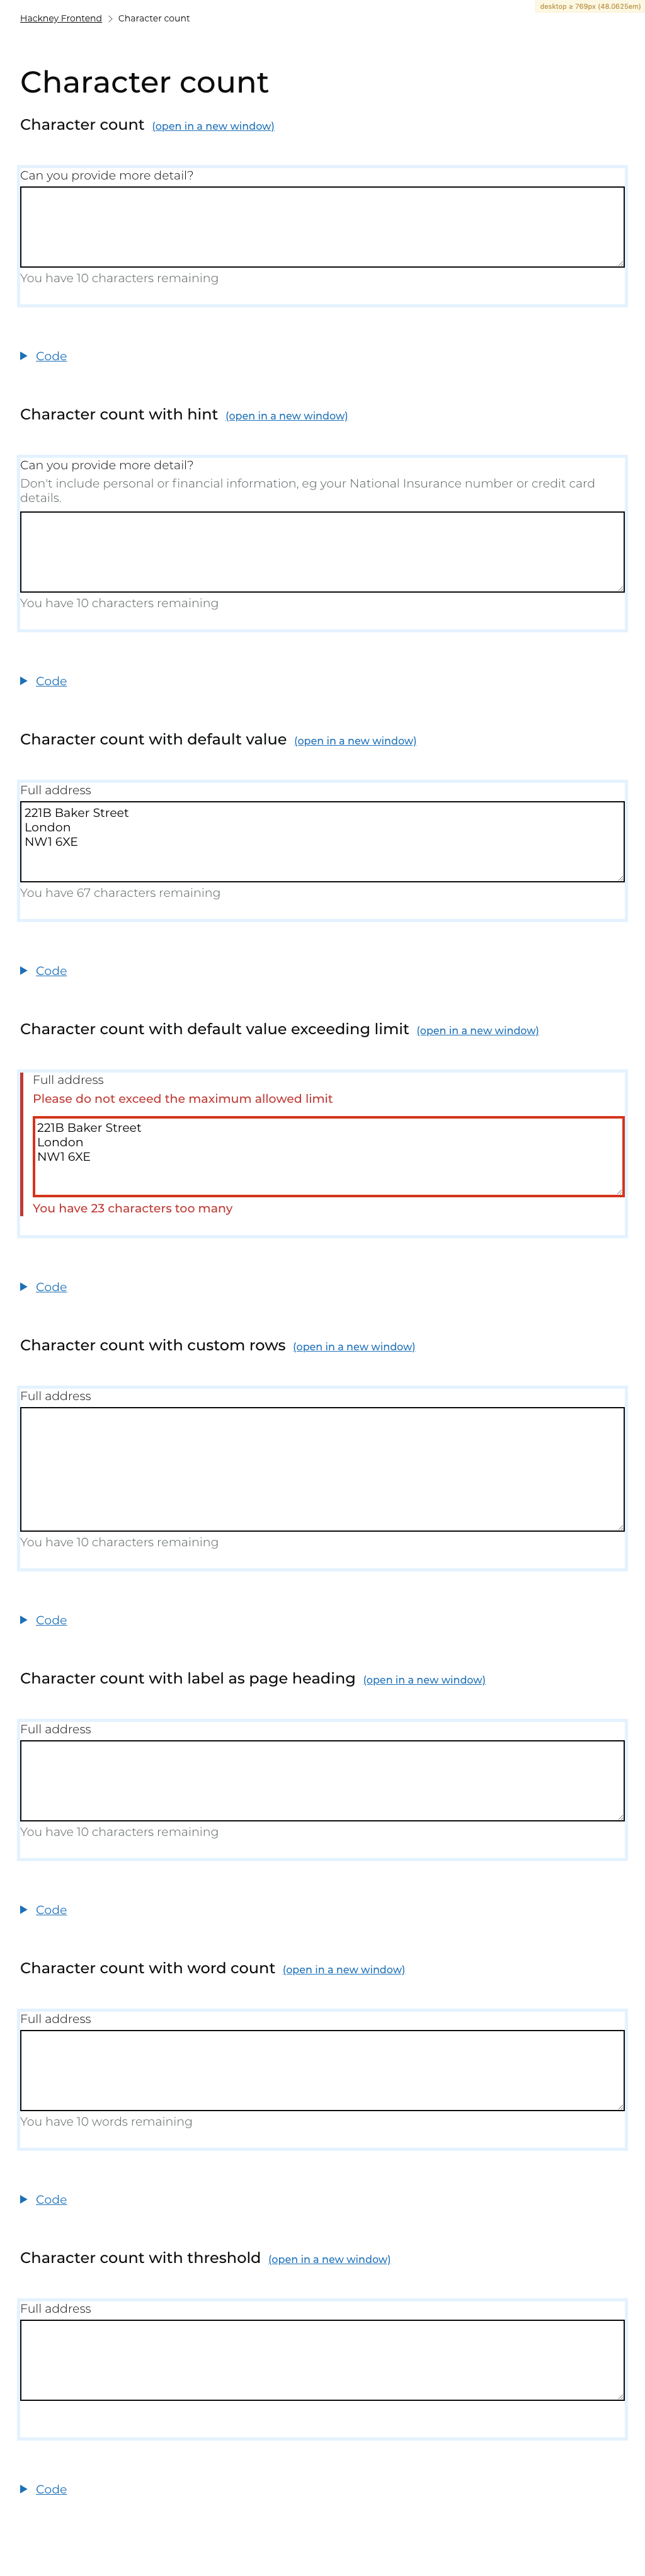 desktop ≥ 769px (48.0625em)
Hackney Frontend > Character count
Character count
Character count (open in a new window)
Can you provide more detail?
You have 10 characters remaining
Code
Character count with hint (open in a new window)
Can you provide more detail?
Don't include personal or financial information, eg your National Insurance number or credit card
details.
You have 10 characters remaining
Code
Character count with default value (open in a new window)
Full address
221B Baker Street
London
NW1 6XE
You have 67 characters remaining
Code
Character count with default value exceeding limit (open in a new window)
Full address
Please do not exceed the maximum allowed limit
221B Baker Street
London
NW1 6XE
You have 23 characters too many
Code
Character count with custom rows (open in a new window)
Full address
You have 10 characters remaining
Code
Character count with label as page heading (open in a new window)
Full address
You have 10 characters remaining
Code
Character count with word count (open in a new window)
Full address
You have 10 words remaining
Code
Character count with threshold (open in a new window)
Full address
Code